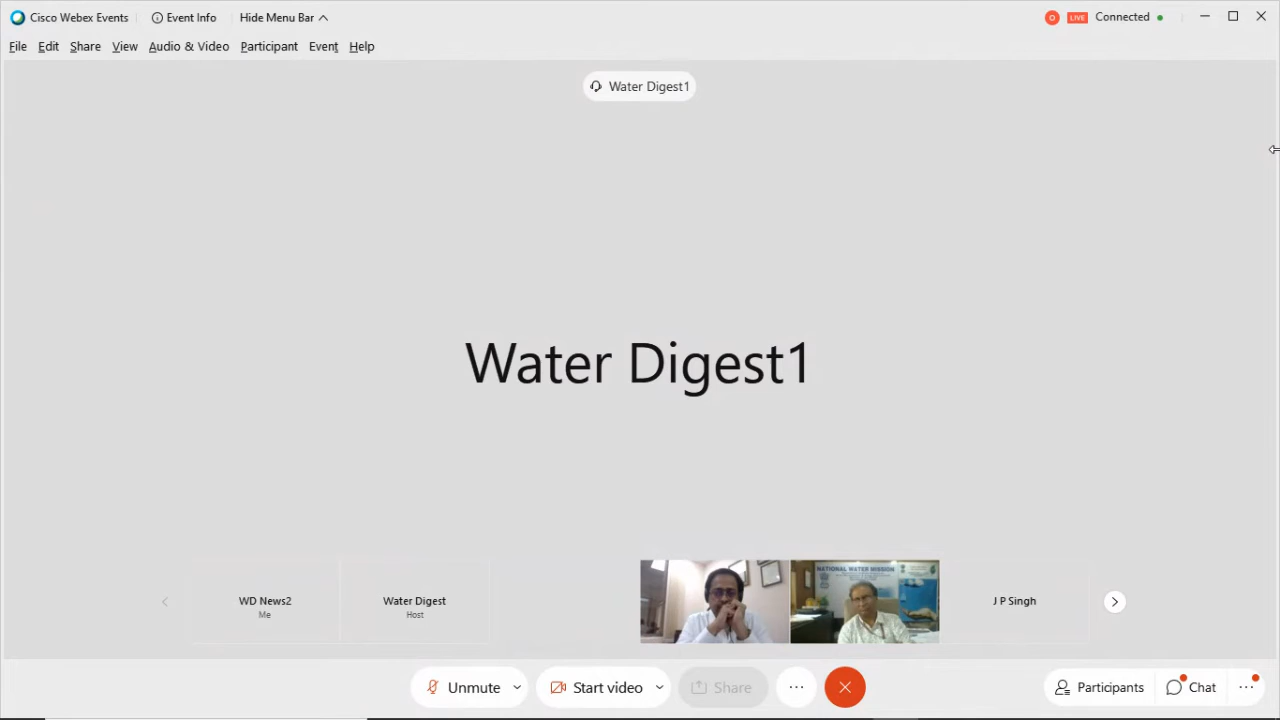 Cisco Webex Events
Event Info
Hide Menu Bar
LIVE
Connected
File Edit Share View Audio & Video Participant Event Help
Water Digest1
Water Digest1
NATIONAL WATER MISSION
WD News2
Me
Water Digest
Host
J P Singh
Unmute
Start video
Share
Participants
Chat